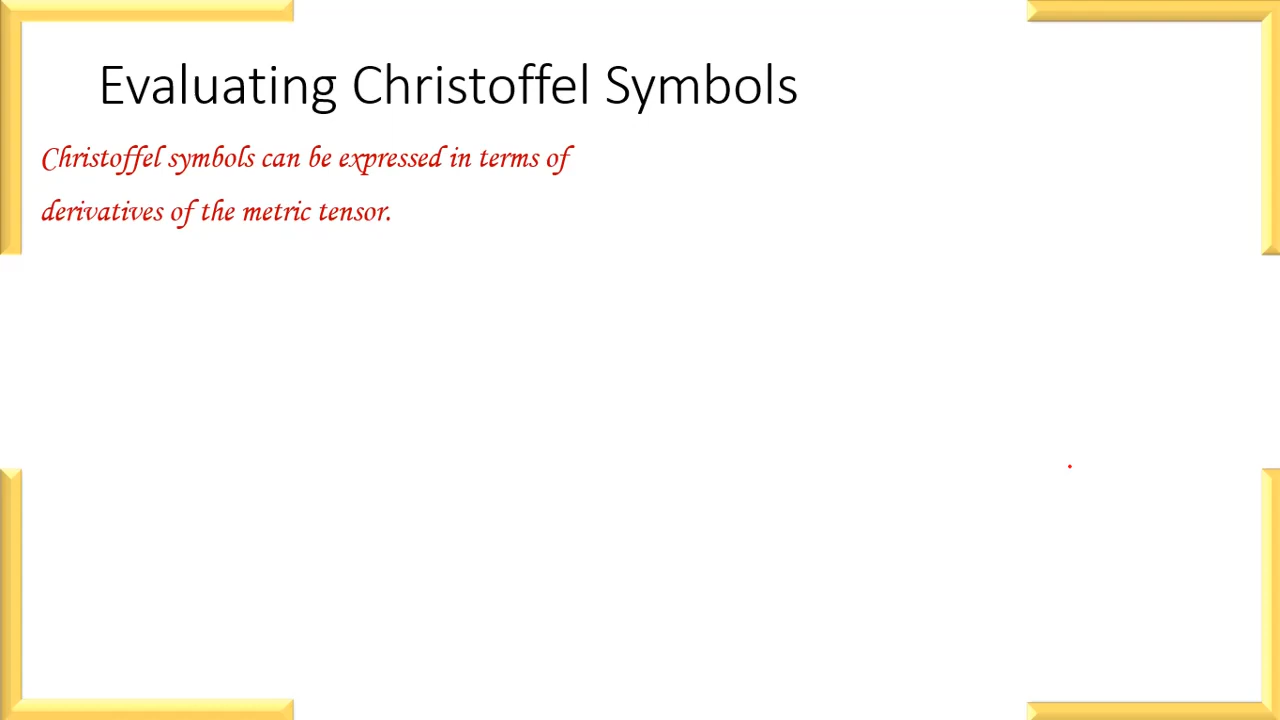 Evaluating Christoffel Symbols
Christoffel symbols can be expressed in terms of
derivatives of the metric tensor.